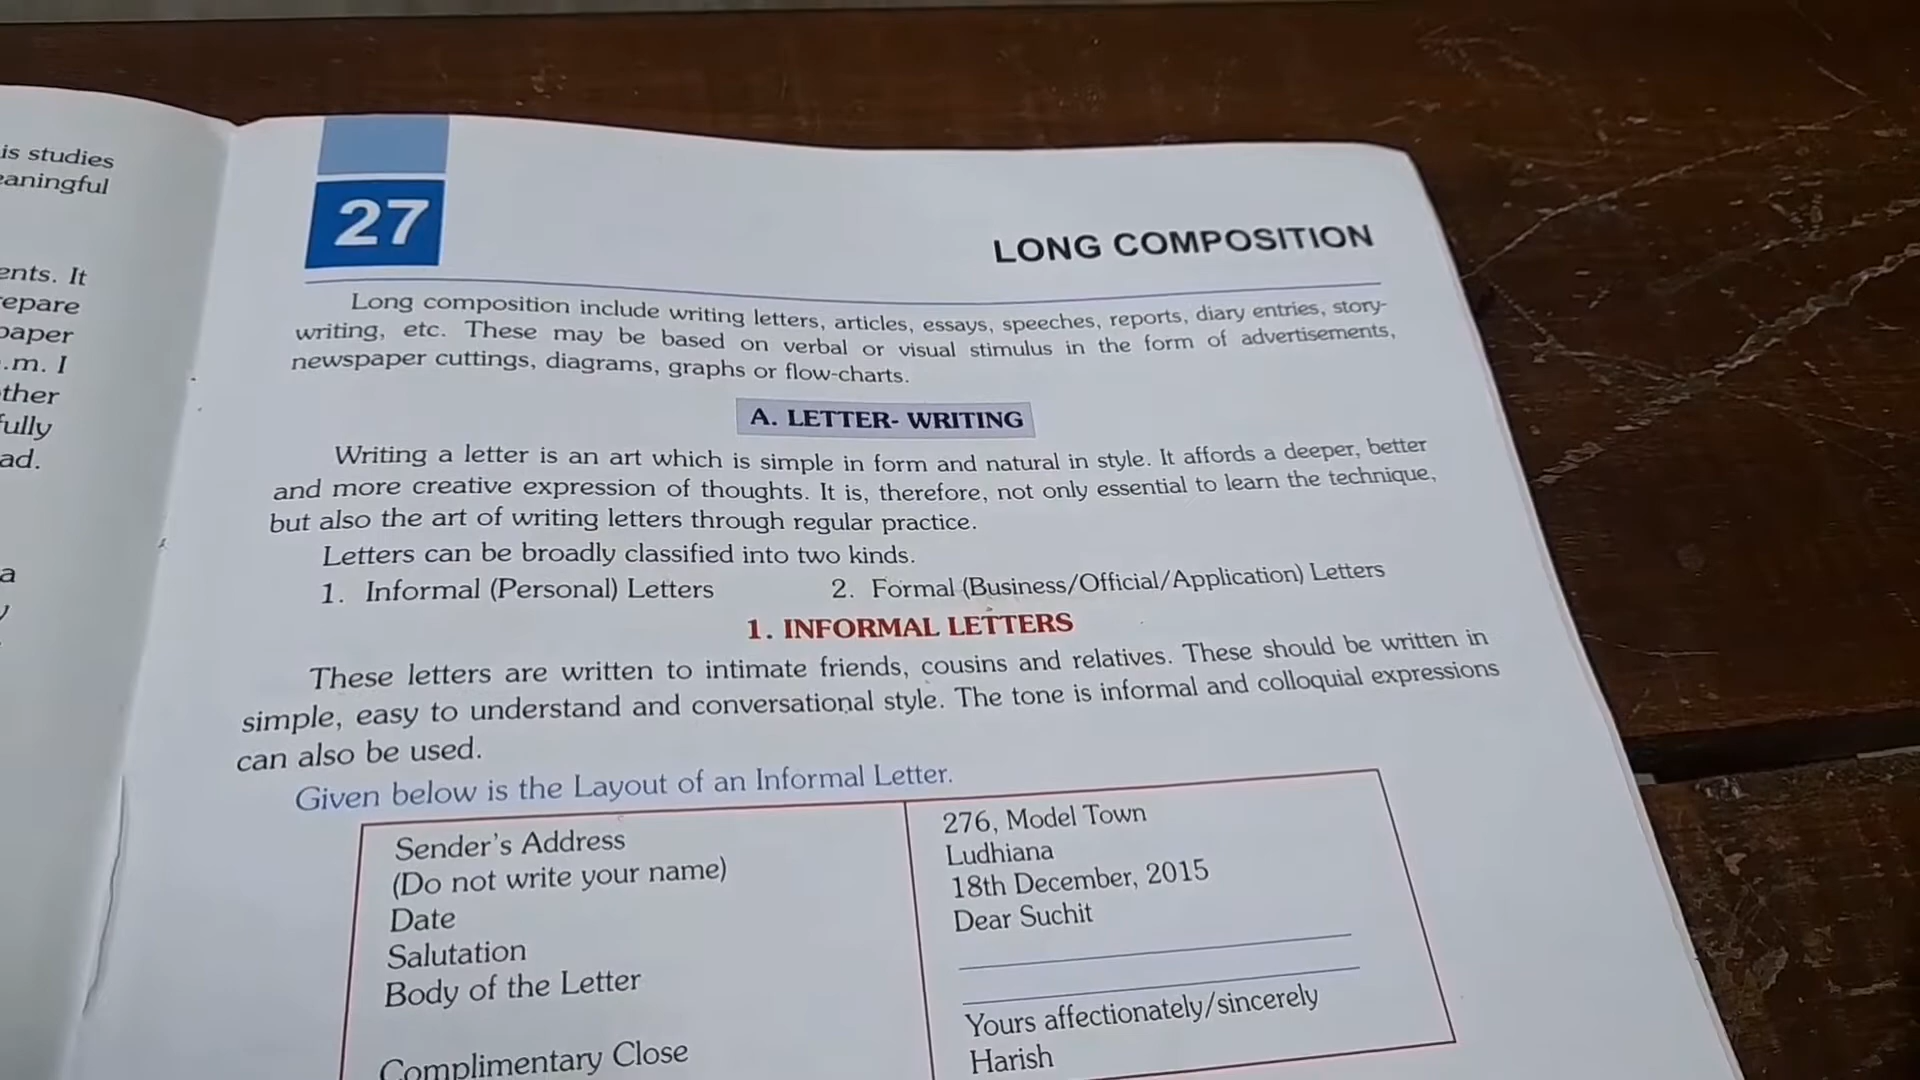 is studies
aningful
ents. It
epare
paper
.m. I
ther
fully
ad.
a
27
LONG COMPOSITION
Long composition include writing letters, articles, essays, speeches, reports, diary entries, story-
writing, etc. These may be based on verbal or visual stimulus in the form of advertisements,
newspaper cuttings, diagrams, graphs or flow-charts.
A. LETTER- WRITING
Writing a letter is an art which is simple in form and natural in style. It affords a deeper, better
and more creative expression of thoughts. It is, therefore, not only essential to learn the technique,
but also the art of writing letters through regular practice.
Letters can be broadly classified into two kinds.
1. Informal (Personal) Letters 2. Formal (Business/Official/Application) Letters
1. INFORMAL LETTERS
These letters are written to intimate friends, cousins and relatives. These should be written in
simple, easy to understand and conversational style. The tone is informal and colloquial expressions
can also be used.
Given below is the Layout of an Informal Letter.
Sender's Address
(Do not write your name)
Date
Salutation
Body of the Letter
Complimentary Close
276, Model Town
Ludhiana
18th December, 2015
Dear Suchit
Yours affectionately/sincerely
Harish